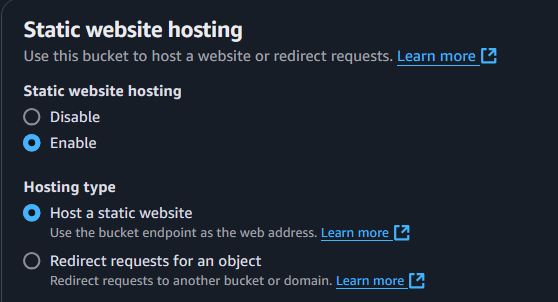 Static website hosting
Use this bucket to host a website or redirect requests. Learn more
Static website hosting
Disable
Enable
Hosting type
Host a static website
Use the bucket endpoint as the web address. Learn more
Redirect requests for an object
Redirect requests to another bucket or domain. Learn more